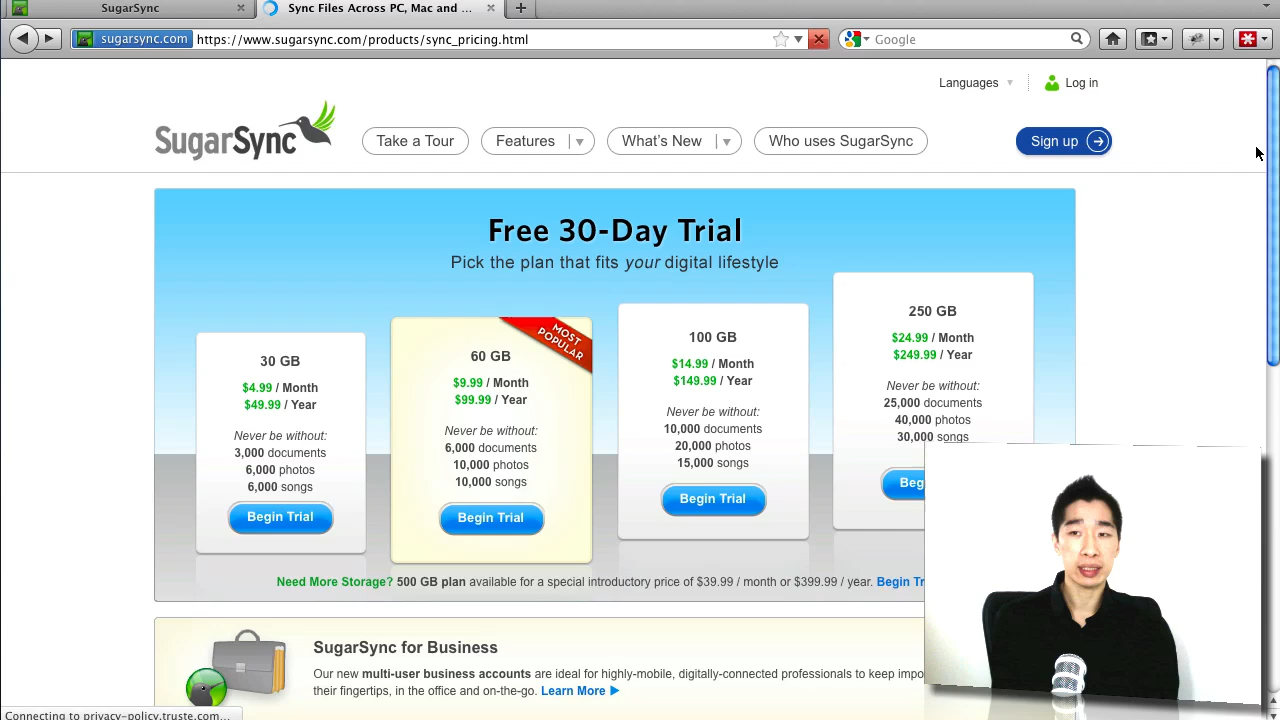 SugarSync
Sync Files Across PC, Mac and ...
sugarsync.com
https://www.sugarsync.com/products/sync_pricing.html
Google
Languages
Log in
SugarSync
Take a Tour
Features
What's New
Who uses SugarSync
Sign up
Free 30-Day Trial
Pick the plan that fits your digital lifestyle
30 GB
$4.99 / Month
$49.99 / Year
Never be without:
3,000 documents
6,000 photos
6,000 songs
Begin Trial
MOST
POPULAR
60 GB
$9.99 / Month
$99.99 / Year
Never be without:
6,000 documents
10,000 photos
10,000 songs
Begin Trial
100 GB
$14.99 / Month
$149.99 / Year
Never be without:
10,000 documents
20,000 photos
15,000 songs
Begin Trial
250 GB
$24.99 / Month
$249.99 / Year
Never be without:
25,000 documents
40,000 photos
30,000 songs
Beg
Need More Storage? 500 GB plan available for a special introductory price of $39.99 / month or $399.99 / year. Begin Tr
SugarSync for Business
Our new multi-user business accounts are ideal for highly-mobile, digitally-connected professionals to keep impo
their fingertips, in the office and on-the-go. Learn More
Connecting to privacy-policy.truste.com...